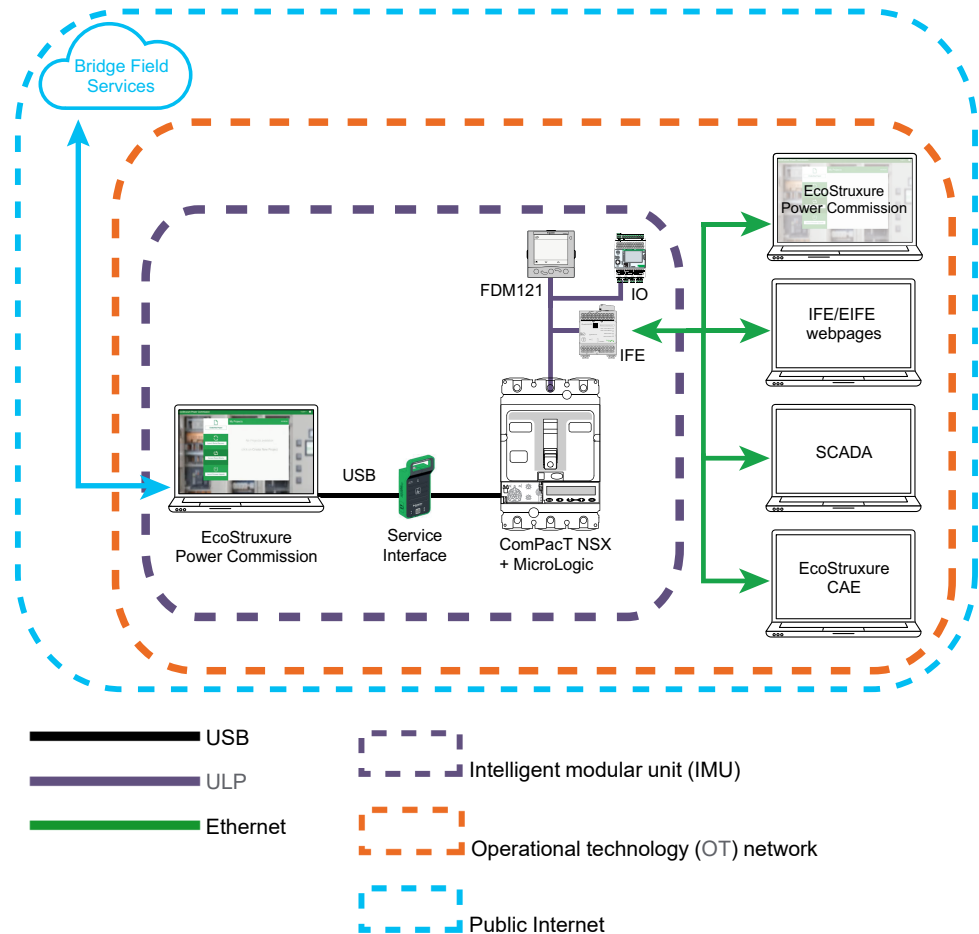 Bridge Field
Services
EcoStruxure
Power Commission
FDM121
IO
IFE
IFE/EIFE
webpages
SCADA
USB
EcoStruxure
Power Commission
Service
Interface
ComPacT NSX
+ MicroLogic
EcoStruxure
CAE
USB
ULP
Ethernet
Intelligent modular unit (IMU)
Operational technology (OT) network
Public Internet